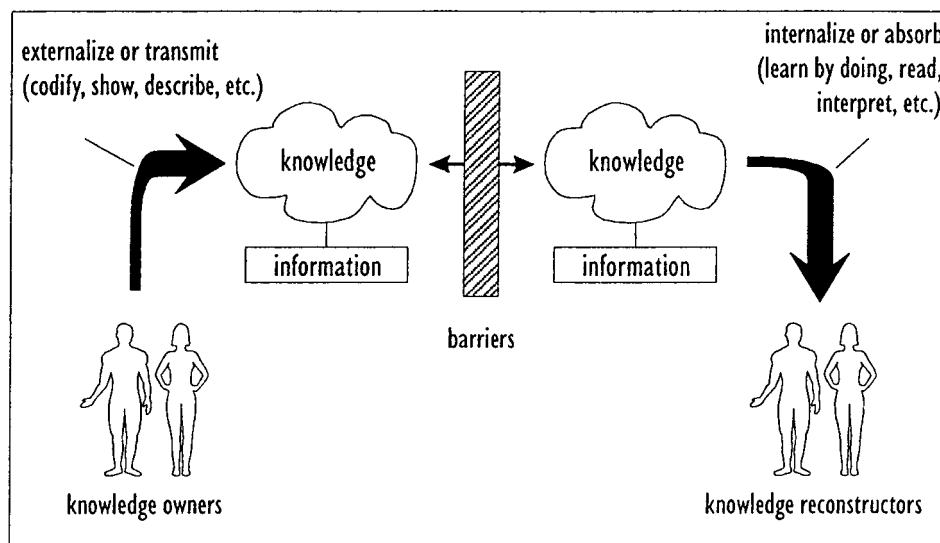 externalize or transmit
(codify, show, describe, etc.)
internalize or absorb
(learn by doing, read,
interpret, etc.)
knowledge
knowledge
information
information
barriers
knowledge owners
knowledge reconstructors